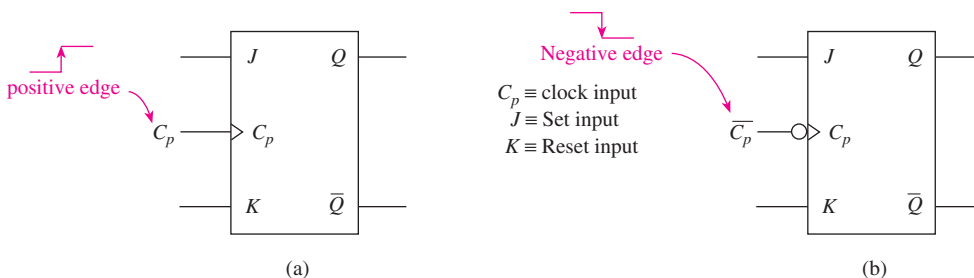 positive edge
C_p
J
Q
C_p
K
Q̅
(a)
Negative edge
C_p ≡ clock input
J ≡ Set input
K ≡ Reset input
C̅_p̅
J
Q
C_p
K
Q̅
(b)